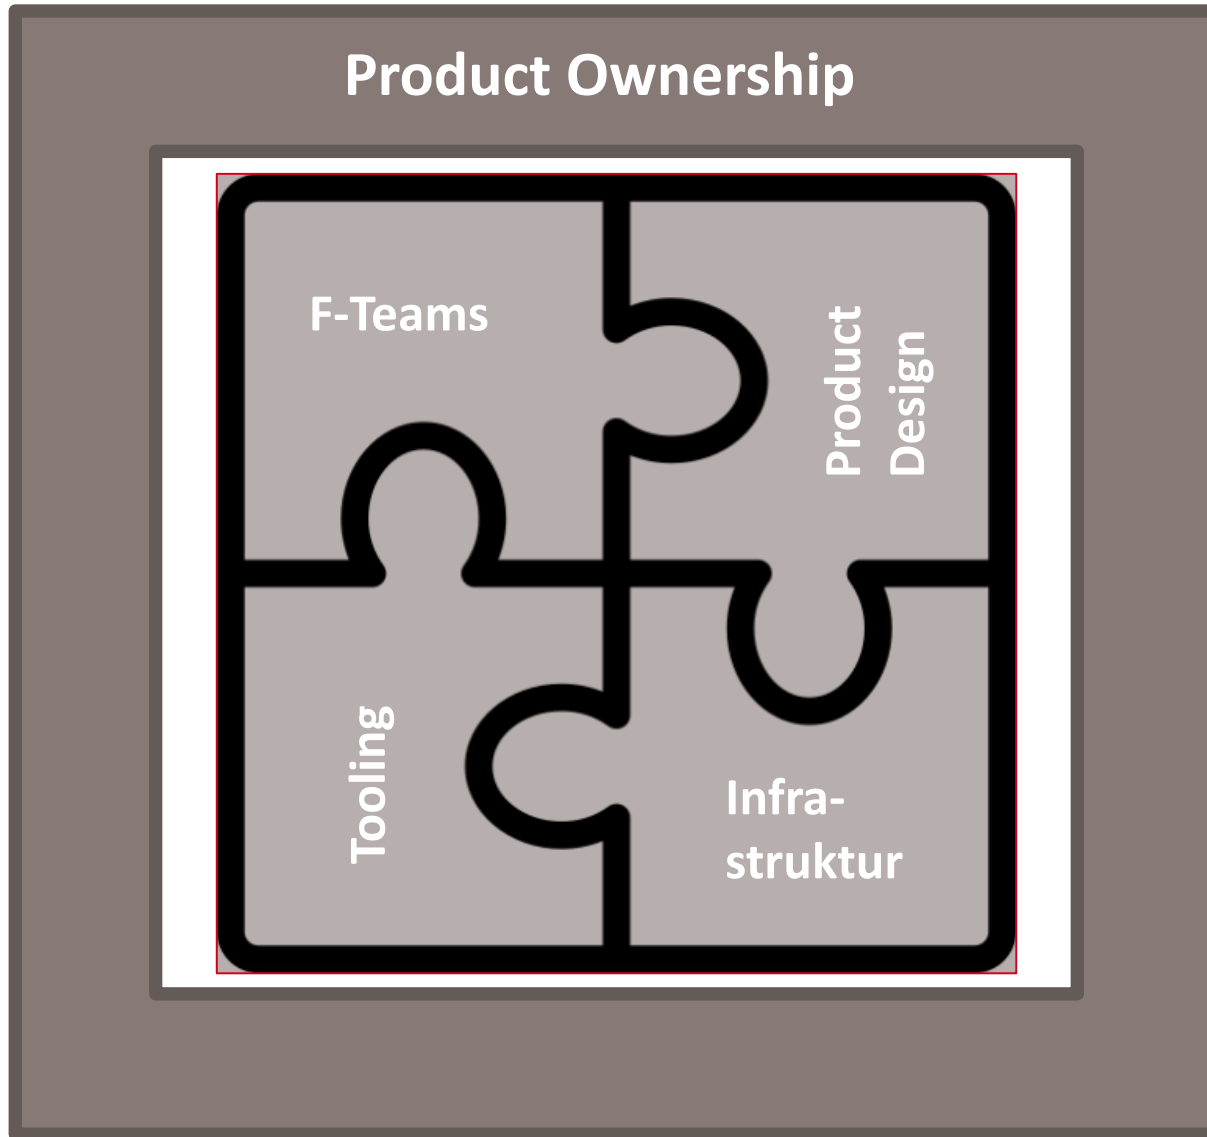 Product Ownership
F-Teams
Product
Design
Tooling
Infra-
struktur